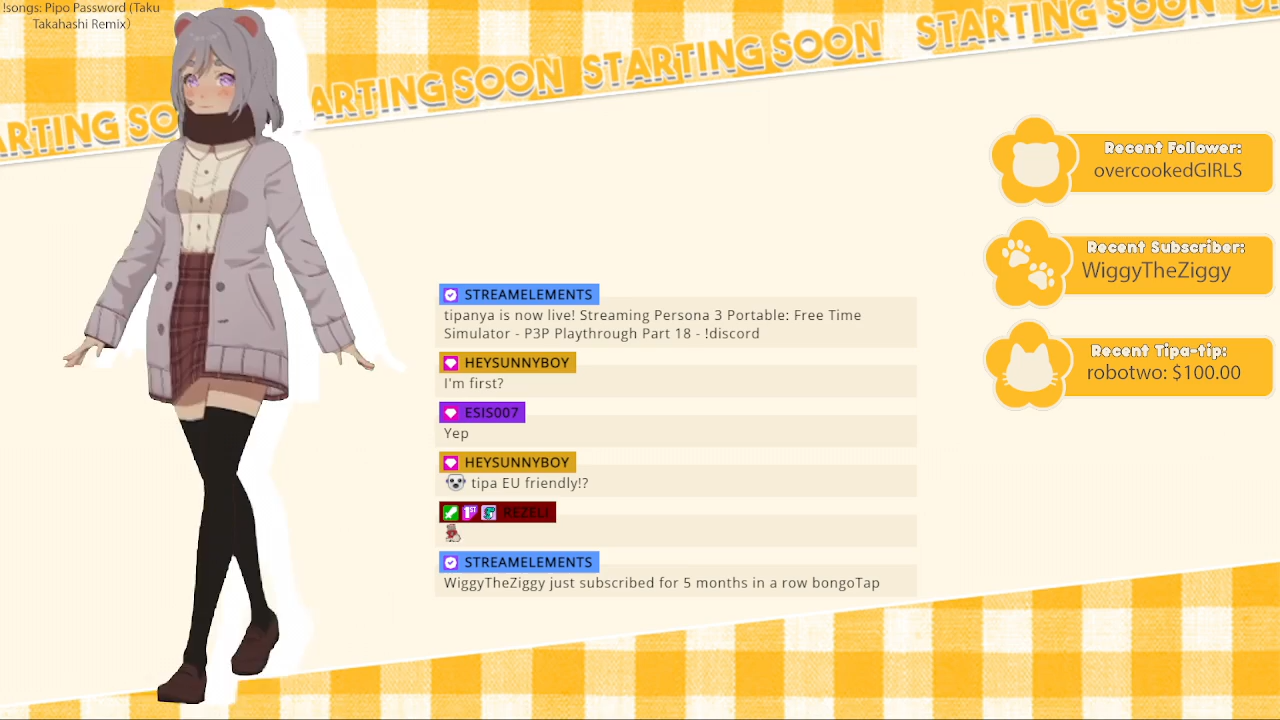 !songs: Pipo Password (Taku
Takahashi Remix)
STARTING SOON
STARTING SOON
STARTING
ARTING SO
ARTING SOON
Recent Follower:
overcookedGIRLS
Recent Subscriber:
WiggyTheZiggy
Recent Tipa-tip:
robotwo: $100.00
STREAMELEMENTS
tipanya is now live! Streaming Persona 3 Portable: Free Time
Simulator - P3P Playthrough Part 18 - !discord
HEYSUNNYBOY
I'm first?
ESIS007
Yep
HEYSUNNYBOY
tipa EU friendly!?
1ST REZELI
STREAMELEMENTS
WiggyTheZiggy just subscribed for 5 months in a row bongoTap